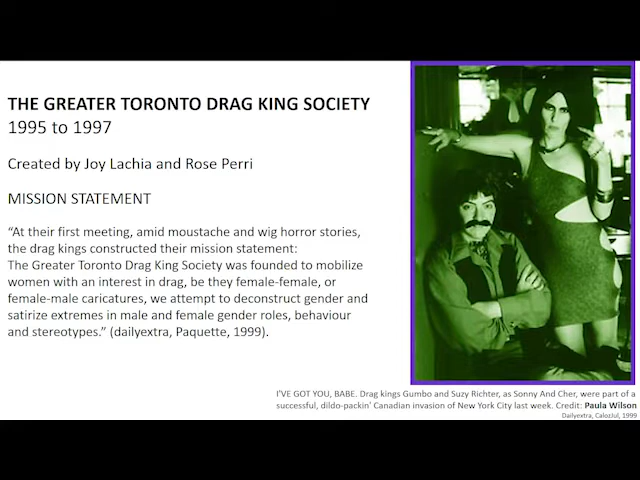 THE GREATER TORONTO DRAG KING SOCIETY
1995 to 1997
Created by Joy Lachia and Rose Perri
MISSION STATEMENT
“At their first meeting, amid moustache and wig horror stories,
the drag kings constructed their mission statement:
The Greater Toronto Drag King Society was founded to mobilize
women with an interest in drag, be they female-female, or
female-male caricatures, we attempt to deconstruct gender and
satirize extremes in male and female gender roles, behaviour
and stereotypes.” (dailyextra, Paquette, 1999).
I'VE GOT YOU, BABE. Drag kings Gumbo and Suzy Richter, as Sonny And Cher, were part of a
successful, dildo-packin' Canadian invasion of New York City last week. Credit: Paula Wilson
Dailyextra, CalozJul, 1999